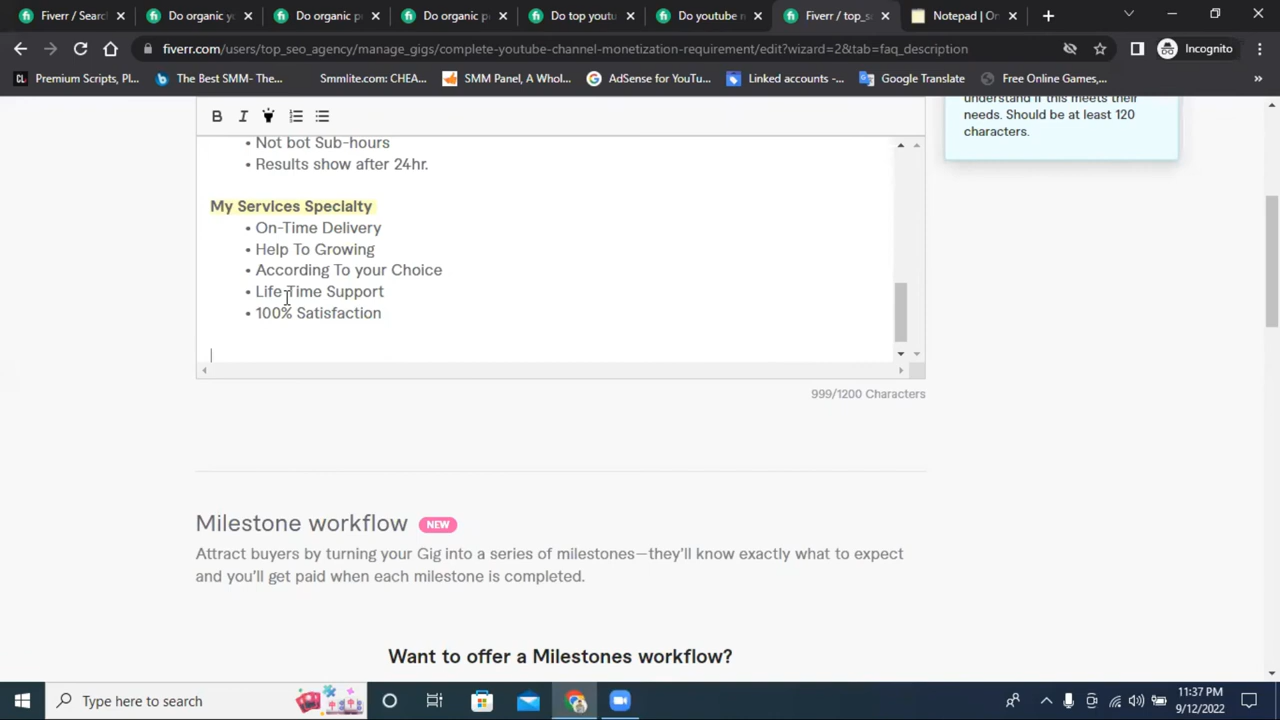 Fiverr / Searc
Do organic yo
Do organic pr
Do organic pr
Do top youtu
Do youtube n
Fiverr / top_s
Notepad | On
fiverr.com/users/top_seo_agency/manage_gigs/complete-youtube-channel-monetization-requirement/edit?wizard=2&tab=faq_description
Incognito
Premium Scripts, Pl...
The Best SMM- The...
Smmlite.com: CHEA...
SMM Panel, A Whol...
AdSense for YouTu...
Linked accounts -...
Google Translate
Free Online Games,...
»
understand if this meets their
needs. Should be at least 120
characters.
B I
• Not bot Sub-hours
• Results show after 24hr.
My Services Specialty
• On-Time Delivery
• Help To Growing
• According To your Choice
• Life Time Support
• 100% Satisfaction
999/1200 Characters
Milestone workflow NEW
Attract buyers by turning your Gig into a series of milestones—they'll know exactly what to expect
and you'll get paid when each milestone is completed.
Want to offer a Milestones workflow?
Type here to search
11:37 PM
9/12/2022